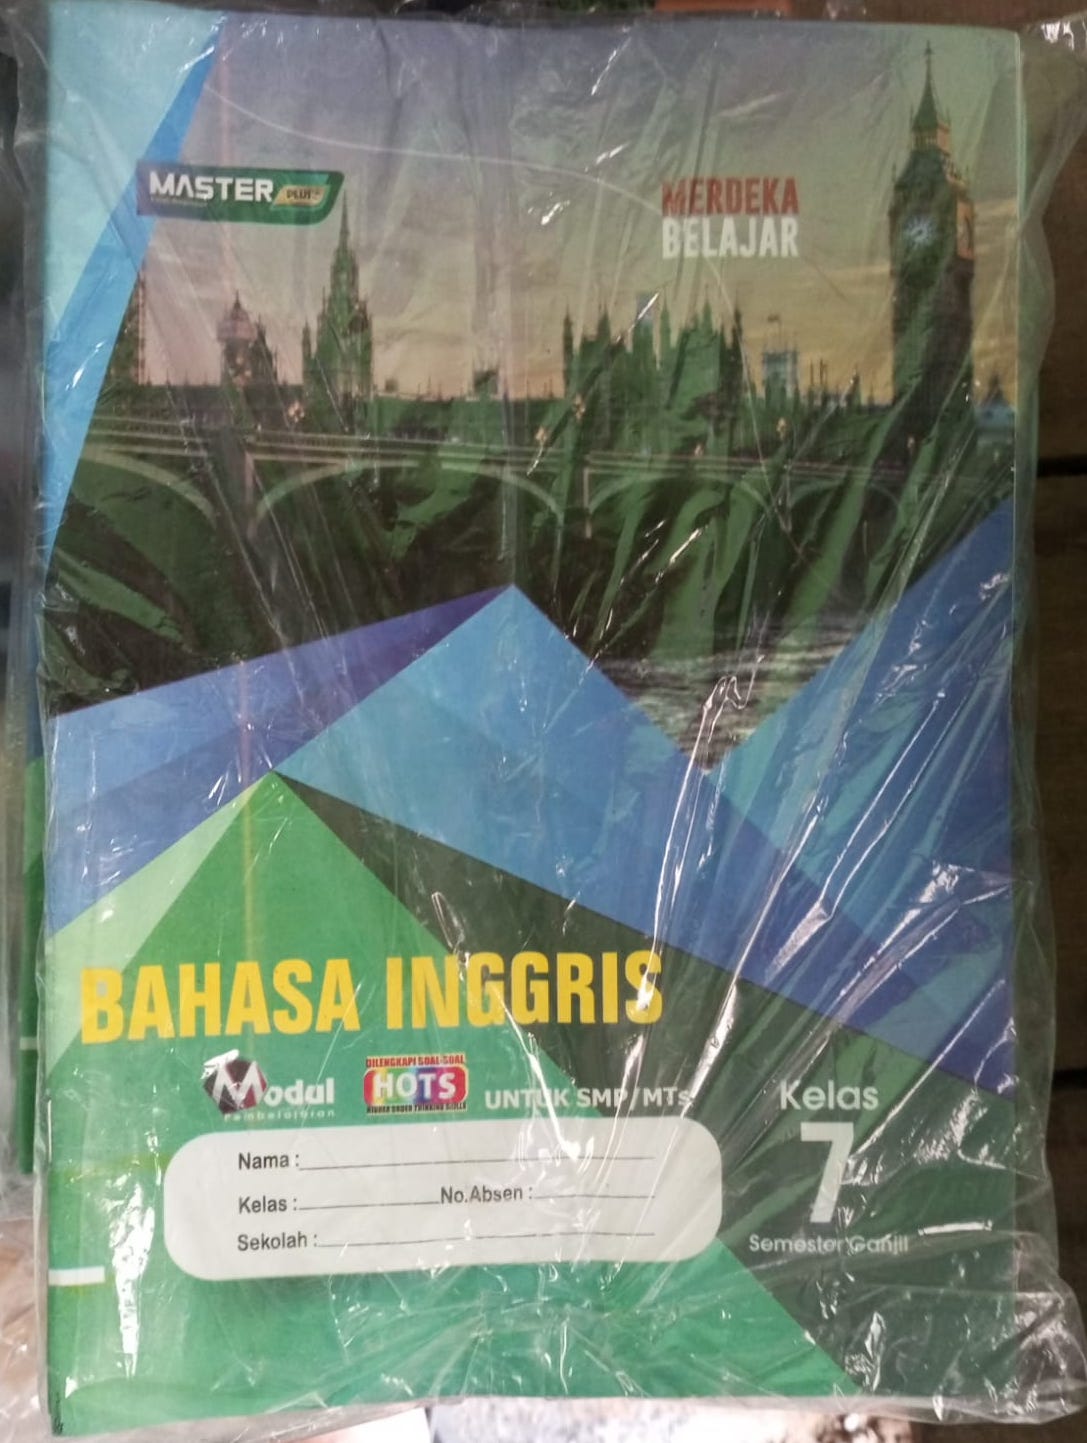 MASTER PLUS+
MERDEKA
BELAJAR
BAHASA INGGRIS
Modul
Pembelajaran
DILENGKAPI SOAL-SOAL
HOTS
HIGHER ORDER THINKING SKILLS
UNTUK SMP/MTs
Kelas
7
Semester Ganjil
Nama :
Kelas : No.Absen :
Sekolah :